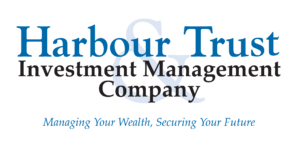 Harbour Trust
&
Investment Management
Company
Managing Your Wealth, Securing Your Future